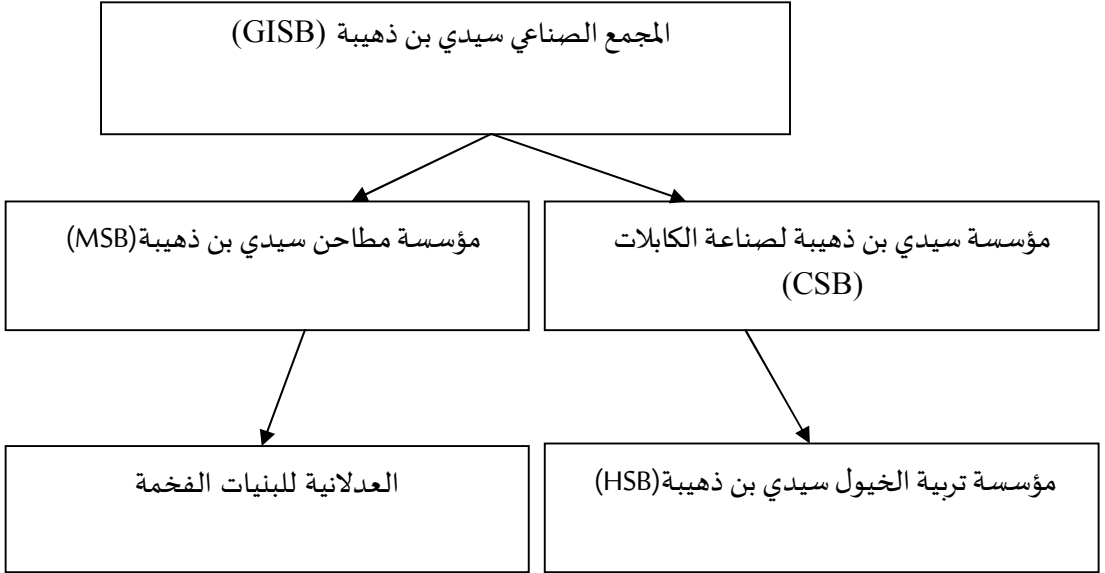 المجمع الصناعي سيدي بن ذهيبة (GISB)
مؤسسة سيدي بن ذهيبة لصناعة الكابلات
(CSB)
مؤسسة مطاحن سيدي بن ذهيبة(MSB)
مؤسسة تربية الخيول سيدي بن ذهيبة(HSB)
العدلانية للبنيات الفخمة